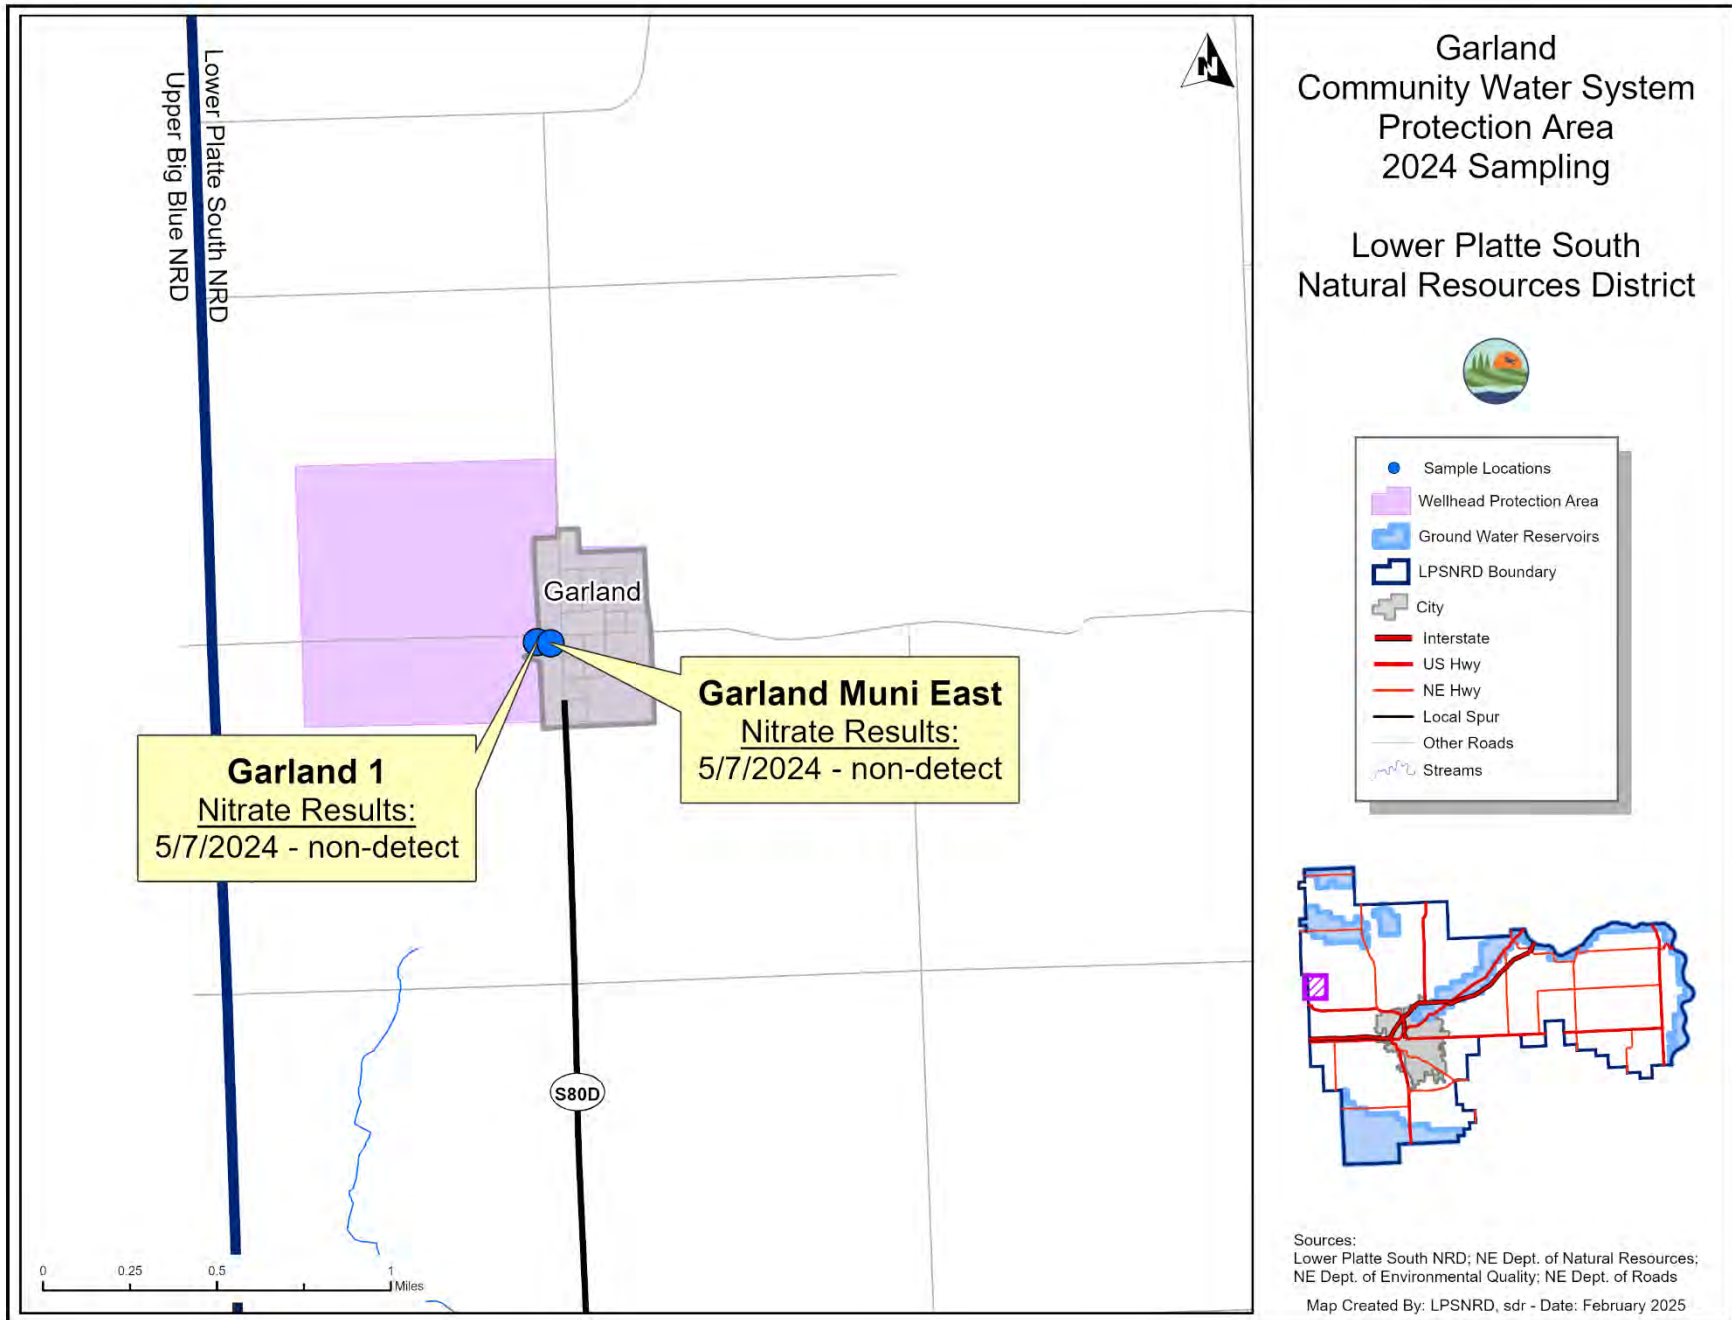 Lower Platte South NRD
Upper Big Blue NRD
N
Garland
Garland Muni East
Nitrate Results:
5/7/2024 - non-detect
Garland 1
Nitrate Results:
5/7/2024 - non-detect
S80D
0 0.25 0.5 1
Miles
Garland
Community Water System
Protection Area
2024 Sampling
Lower Platte South
Natural Resources District
Sample Locations
Wellhead Protection Area
Ground Water Reservoirs
LPSNRD Boundary
City
Interstate
US Hwy
NE Hwy
Local Spur
Other Roads
Streams
Sources:
Lower Platte South NRD; NE Dept. of Natural Resources;
NE Dept. of Environmental Quality; NE Dept. of Roads
Map Created By: LPSNRD, sdr - Date: February 2025